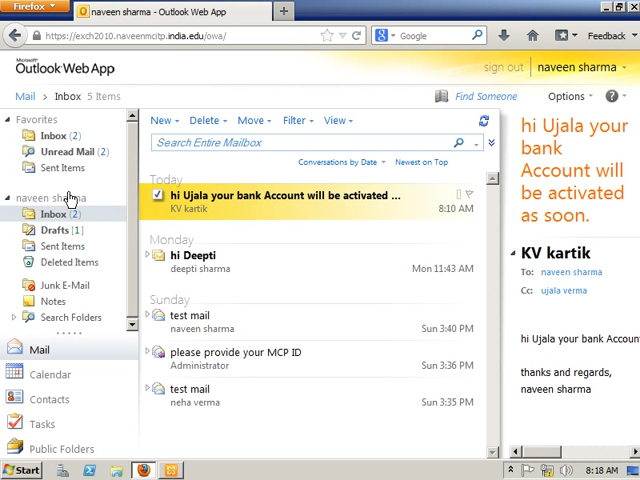 Firefox
naveen sharma - Outlook Web App
https://exch2010.naveenmcitp.india.edu/owa/
Google
Feedback
Microsoft
Outlook Web App
sign out
naveen sharma
Mail
Inbox 5 Items
Find Someone
Options
Favorites
Inbox (2)
Unread Mail (2)
Sent Items
naveen sharma
Inbox (2)
Drafts [1]
Sent Items
Deleted Items
Junk E-Mail
Notes
Search Folders
Mail
Calendar
Contacts
Tasks
Public Folders
New Delete Move Filter View
Search Entire Mailbox
Conversations by Date
Newest on Top
Today
hi Ujala your bank Account will be activated ...
KV kartik 8:10 AM
Monday
hi Deepti
deepti sharma Mon 11:43 AM
Sunday
test mail
naveen sharma Sun 3:40 PM
please provide your MCP ID
Administrator Sun 3:36 PM
test mail
neha verma Sun 3:35 PM
hi Ujala your
bank
Account will
be activated
as soon.
KV kartik
To: naveen sharma
Cc: ujala verma
hi Ujala your bank Accoun
thanks and regards,
naveen sharma
Start
8:18 AM